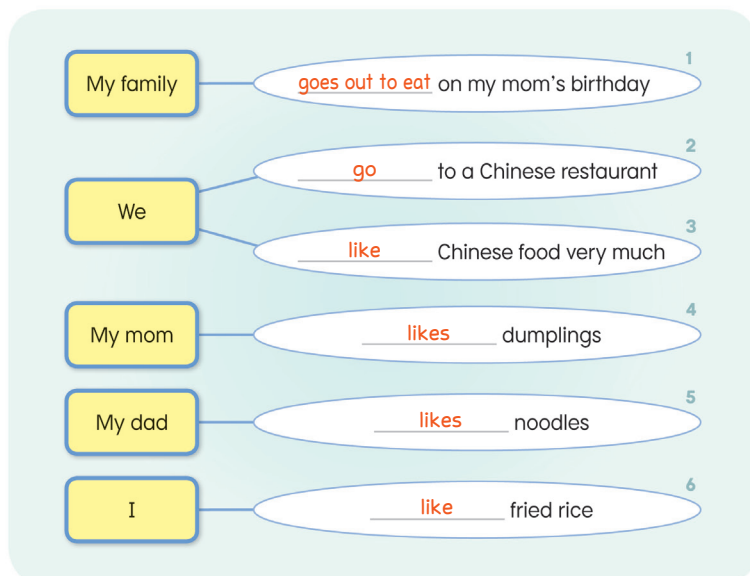 1
My family goes out to eat on my mom's birthday
2
go to a Chinese restaurant
We
3
like Chinese food very much
4
My mom likes dumplings
5
My dad likes noodles
6
I like fried rice